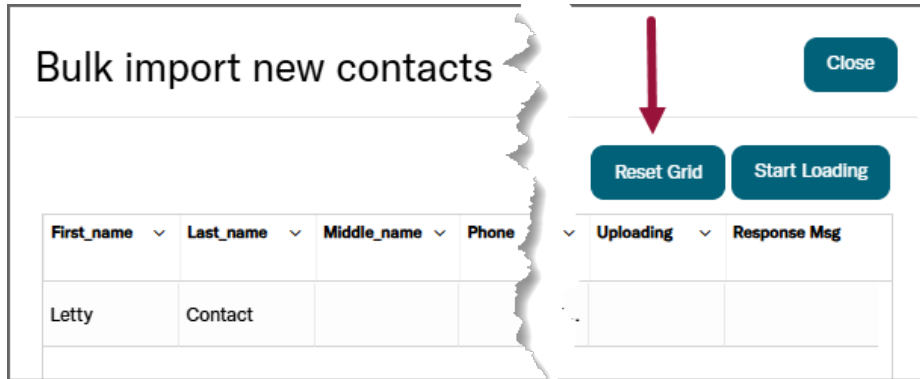 Bulk import new contacts
Close
Reset Grid Start Loading
First_name Last_name Middle_name Phone Uploading Response Msg
Letty Contact